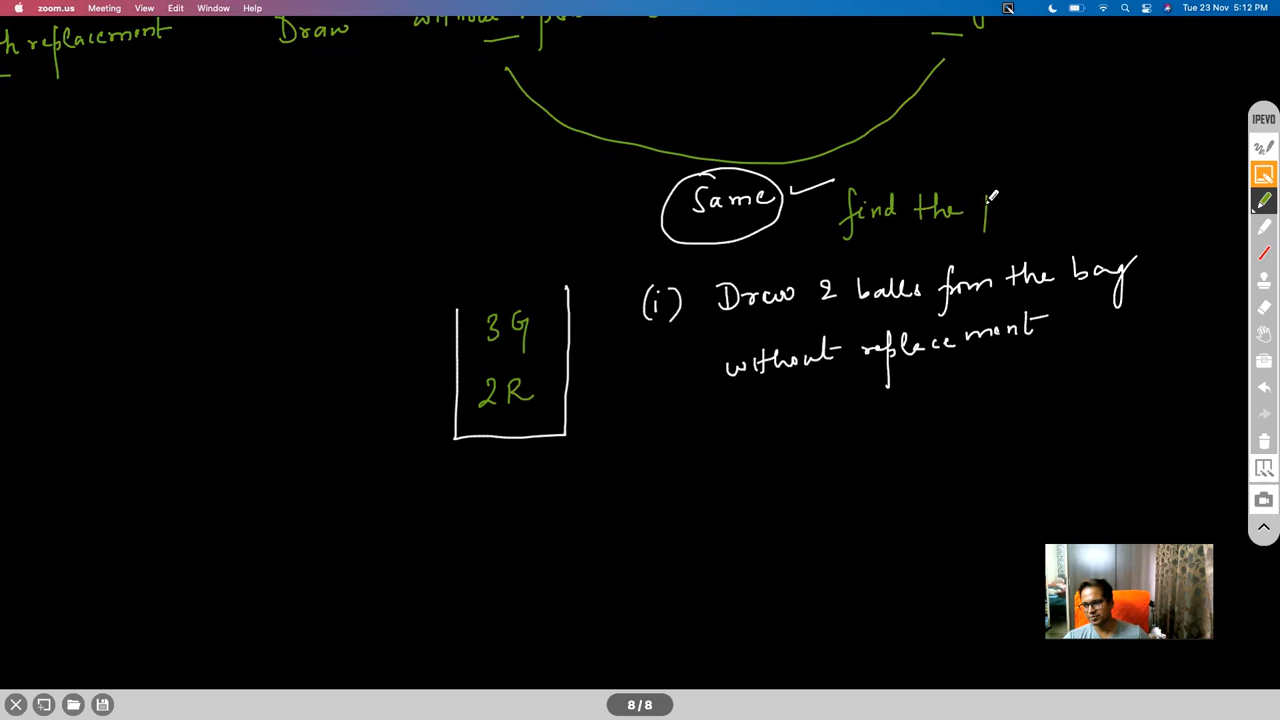 zoom.us Meeting View Edit Window Help Tue 23 Nov 5:12 PM
h replacement Draw without
Same find the
IPEVO
(i) Draw 2 balls from the bag
without replacement
3 G
2 R
8 / 8